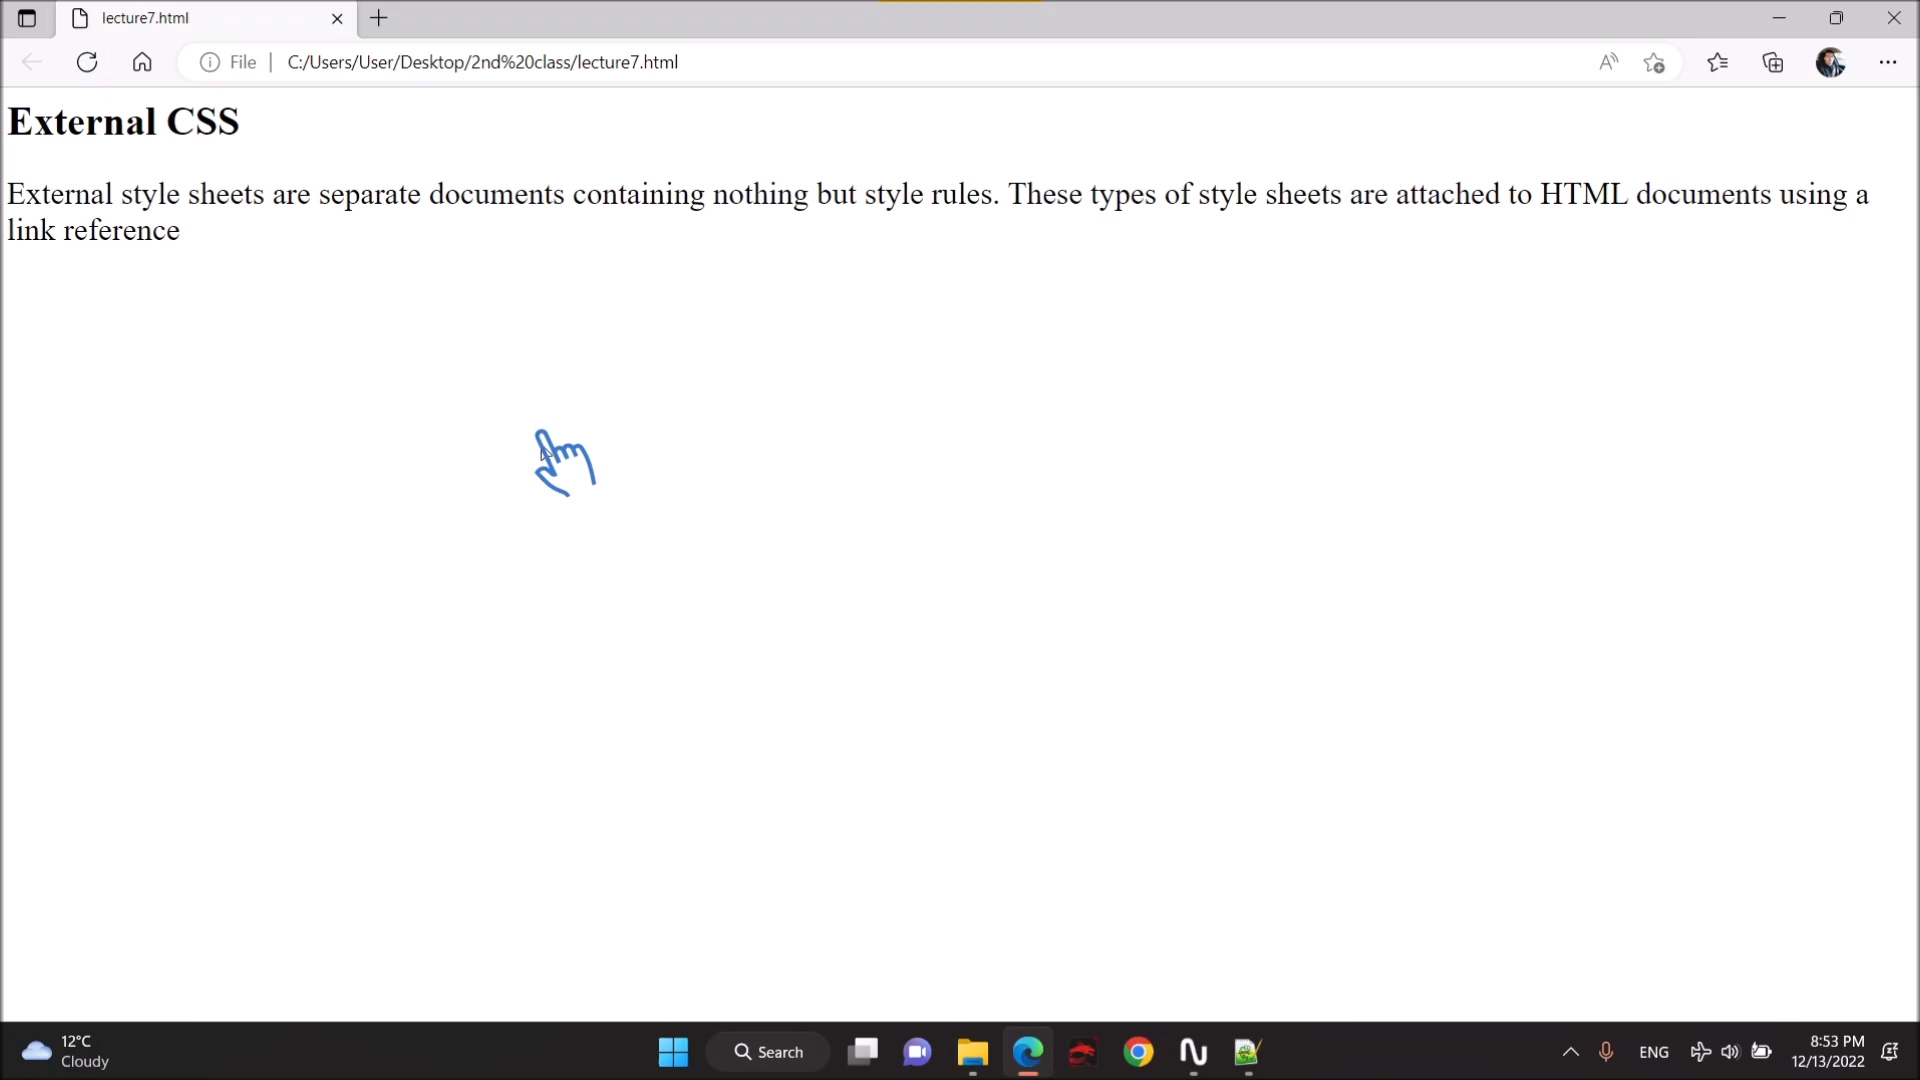 lecture7.html
File
C:/Users/User/Desktop/2nd%20class/lecture7.html
External CSS
External style sheets are separate documents containing nothing but style rules. These types of style sheets are attached to HTML documents using a
link reference
12°C
Cloudy
Search
ENG
8:53 PM
12/13/2022